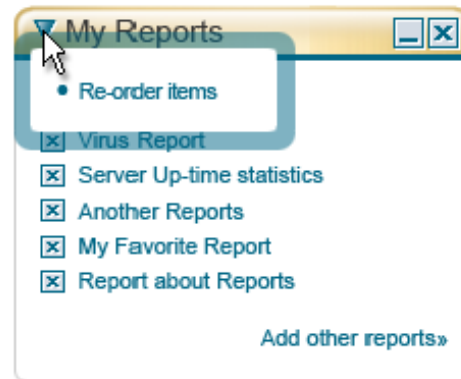 My Reports
Re-order items
Virus Report
Server Up-time statistics
Another Reports
My Favorite Report
Report about Reports
Add other reports»